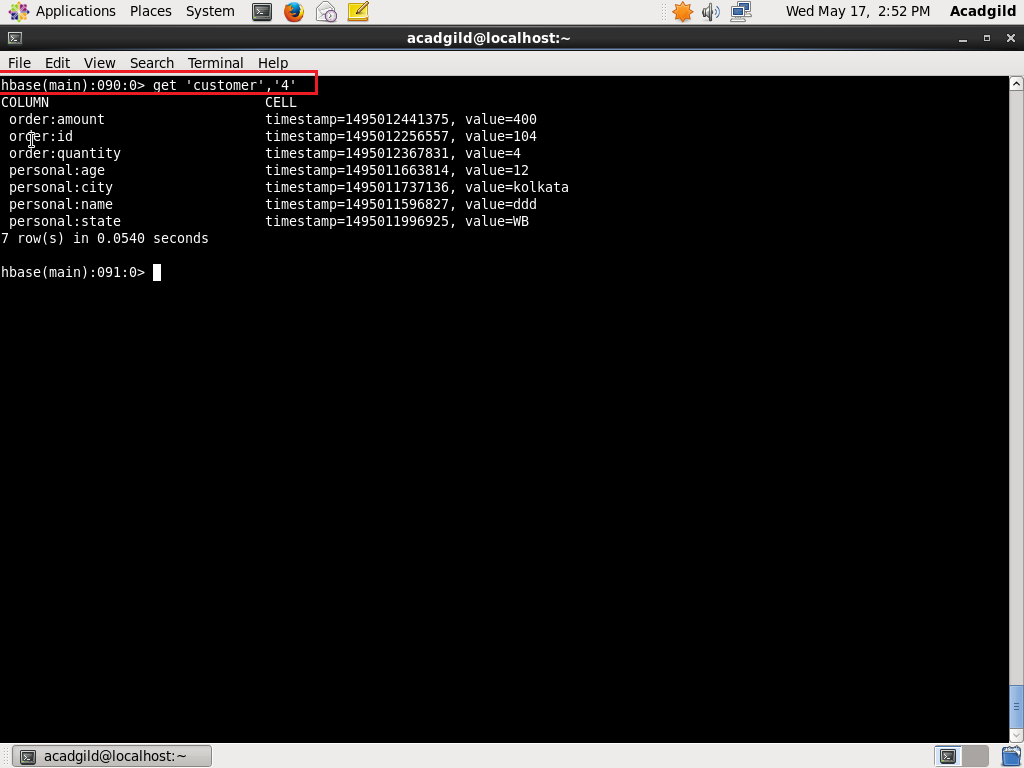 Applications Places System Wed May 17, 2:52 PM Acadgild
acadgild@localhost:~
File Edit View Search Terminal Help
hbase(main):090:0> get 'customer','4'
COLUMN CELL
order:amount timestamp=1495012441375, value=400
order:id timestamp=1495012256557, value=104
order:quantity timestamp=1495012367831, value=4
personal:age timestamp=1495011663814, value=12
personal:city timestamp=1495011737136, value=kolkata
personal:name timestamp=1495011596827, value=ddd
personal:state timestamp=1495011996925, value=WB
7 row(s) in 0.0540 seconds
hbase(main):091:0>
acadgild@localhost:~